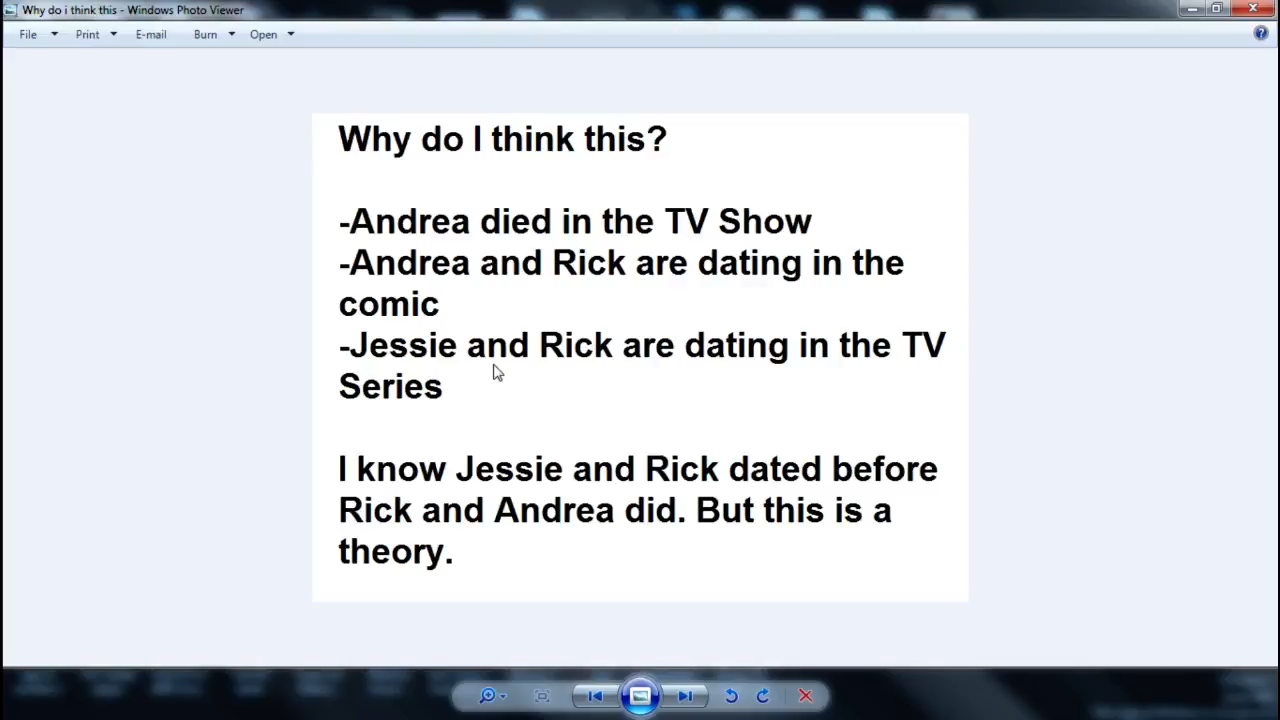 Why do i think this - Windows Photo Viewer
File Print E-mail Burn Open
Why do I think this?
-Andrea died in the TV Show
-Andrea and Rick are dating in the
comic
-Jessie and Rick are dating in the TV
Series
I know Jessie and Rick dated before
Rick and Andrea did. But this is a
theory.